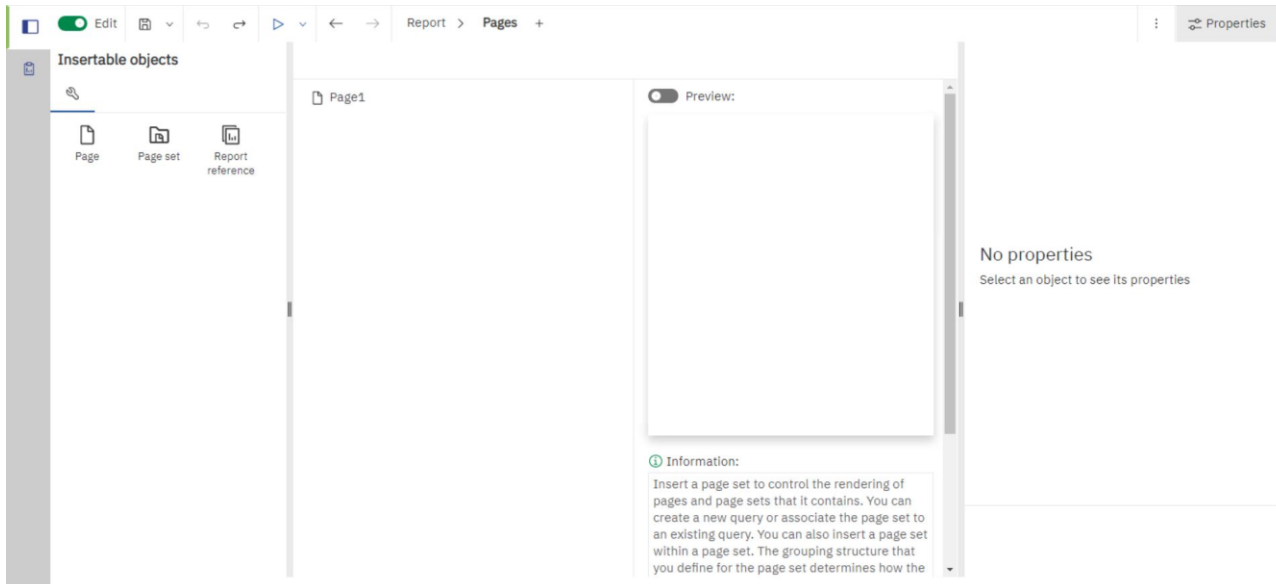 Edit
Report > Pages +
Properties
Insertable objects
Page
Page set
Report
reference
Page1
Preview:
Information:
Insert a page set to control the rendering of
pages and page sets that it contains. You can
create a new query or associate the page set to
an existing query. You can also insert a page set
within a page set. The grouping structure that
you define for the page set determines how the
No properties
Select an object to see its properties